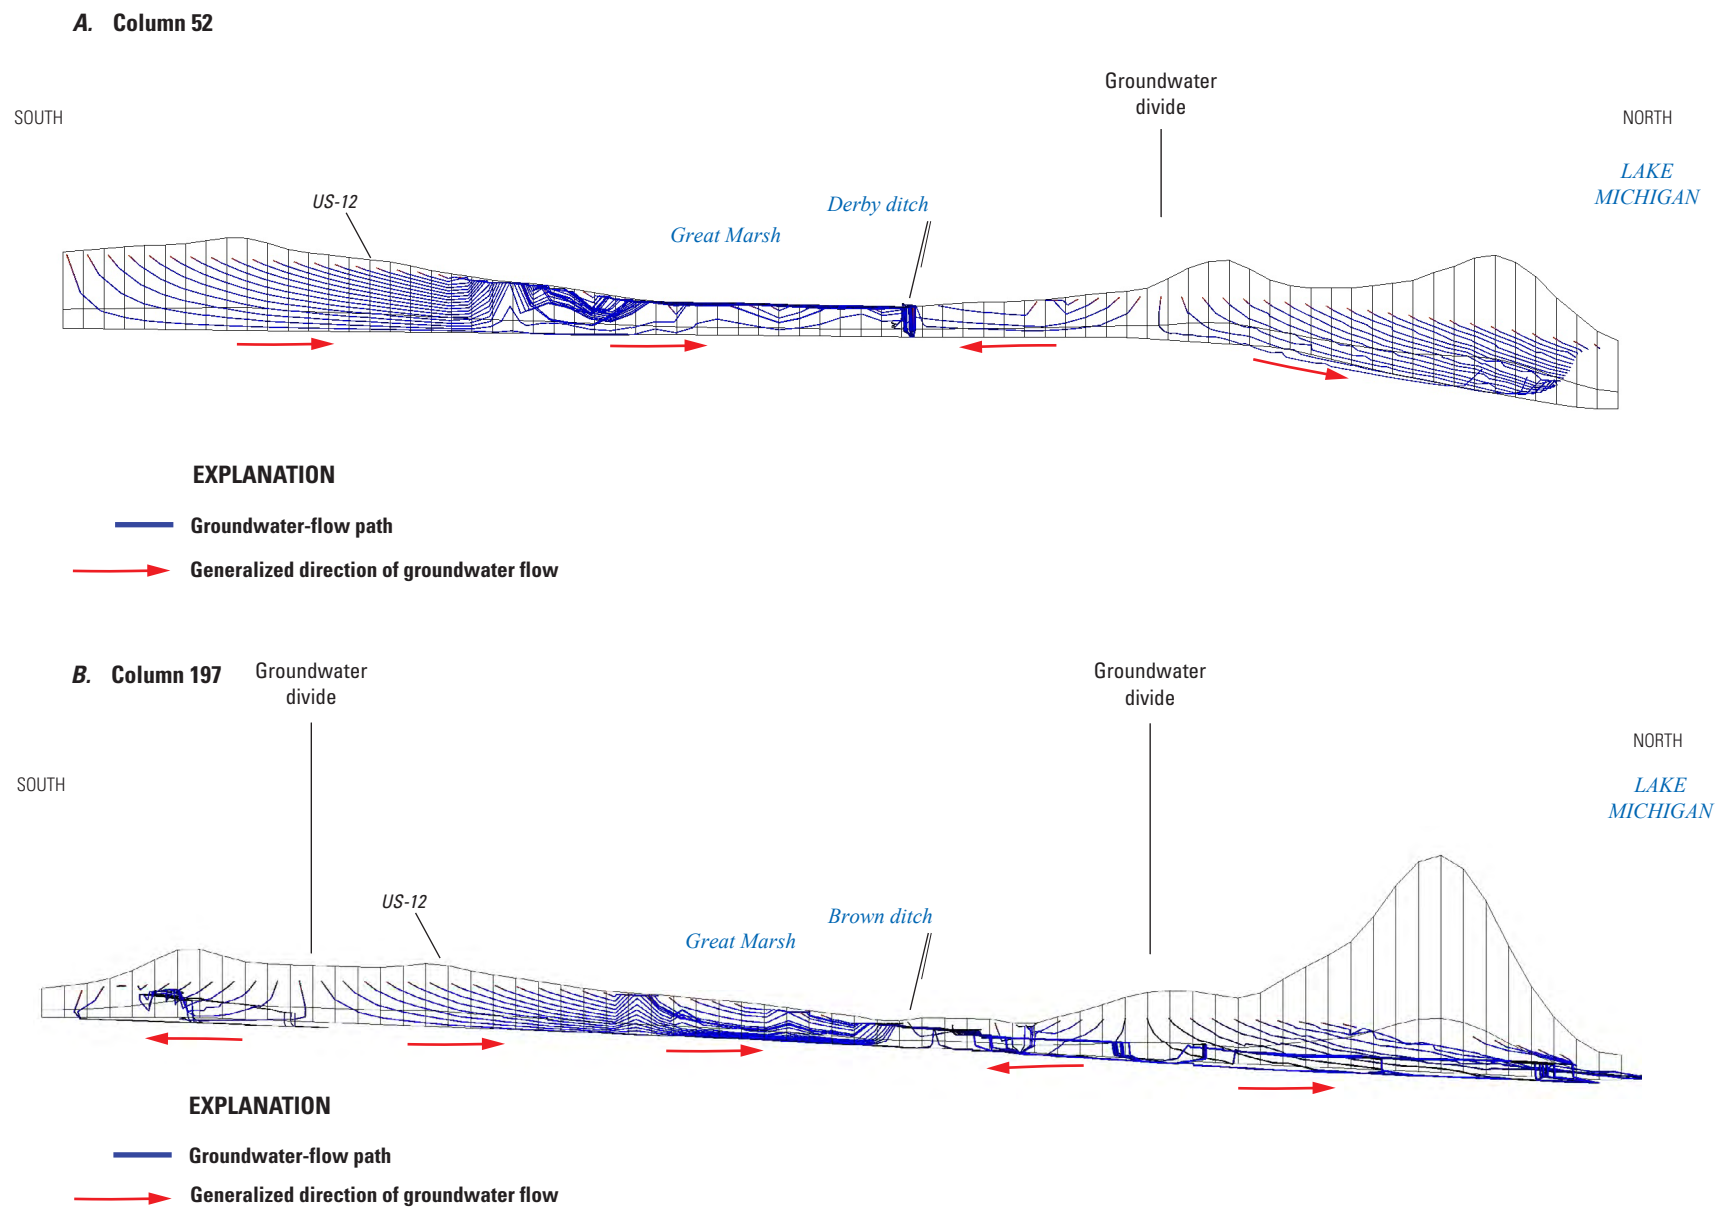 A. Column 52
Groundwater
divide
SOUTH
NORTH
LAKE
MICHIGAN
US-12
Derby ditch
Great Marsh
EXPLANATION
Groundwater-flow path
Generalized direction of groundwater flow
B. Column 197
Groundwater
divide
Groundwater
divide
NORTH
SOUTH
LAKE
MICHIGAN
US-12
Brown ditch
Great Marsh
EXPLANATION
Groundwater-flow path
Generalized direction of groundwater flow